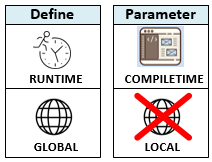 Define
RUNTIME
GLOBAL
Parameter
COMPILETIME
LOCAL